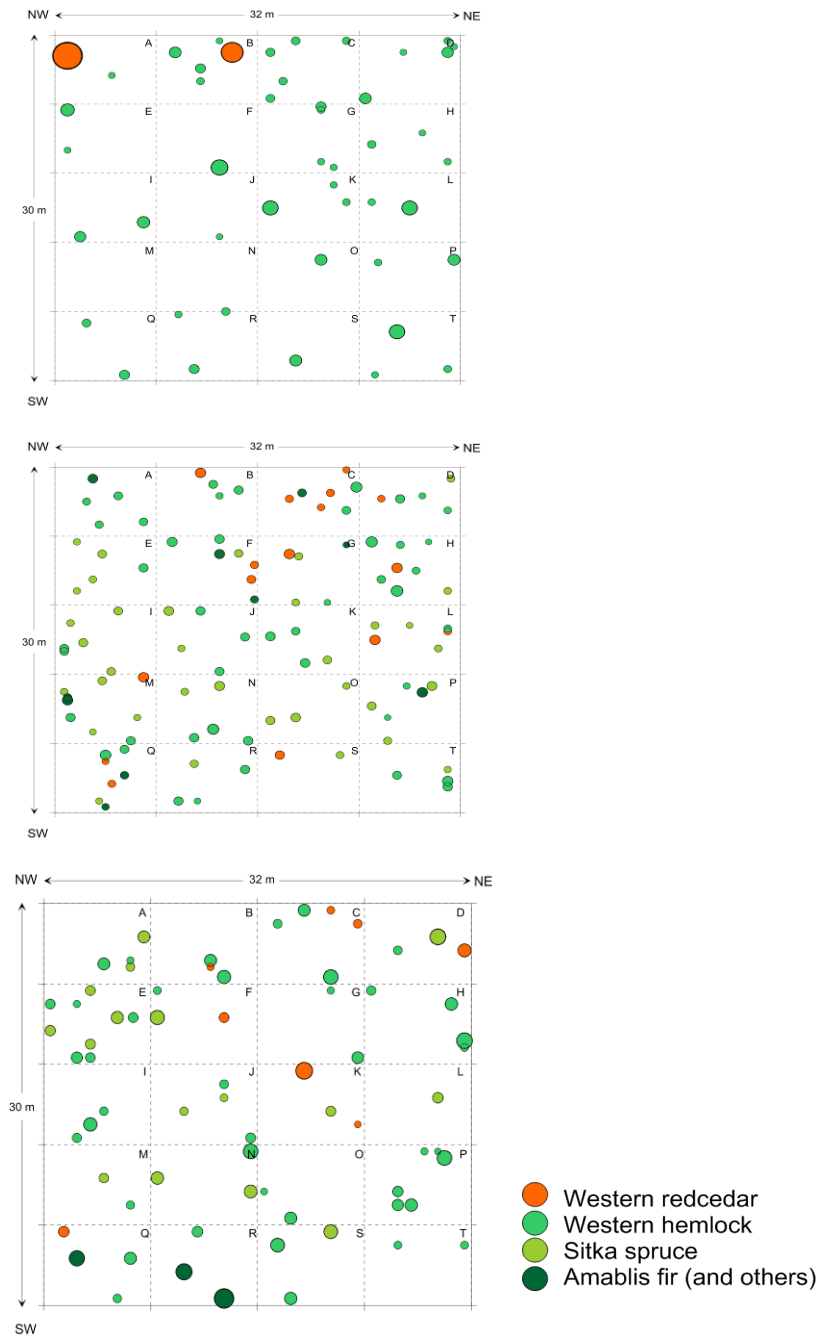 NW 32 m NE
A B C D
E F G H
I J K L
30 m
M N O P
Q R S T
SW
NW 32 m NE
A B C D
E F G H
I J K L
30 m
M N O P
Q R S T
SW
NW 32 m NE
A B C D
E F G H
I J K L
30 m
M N O P
Q R S T
SW
Western redcedar
Western hemlock
Sitka spruce
Amablis fir (and others)